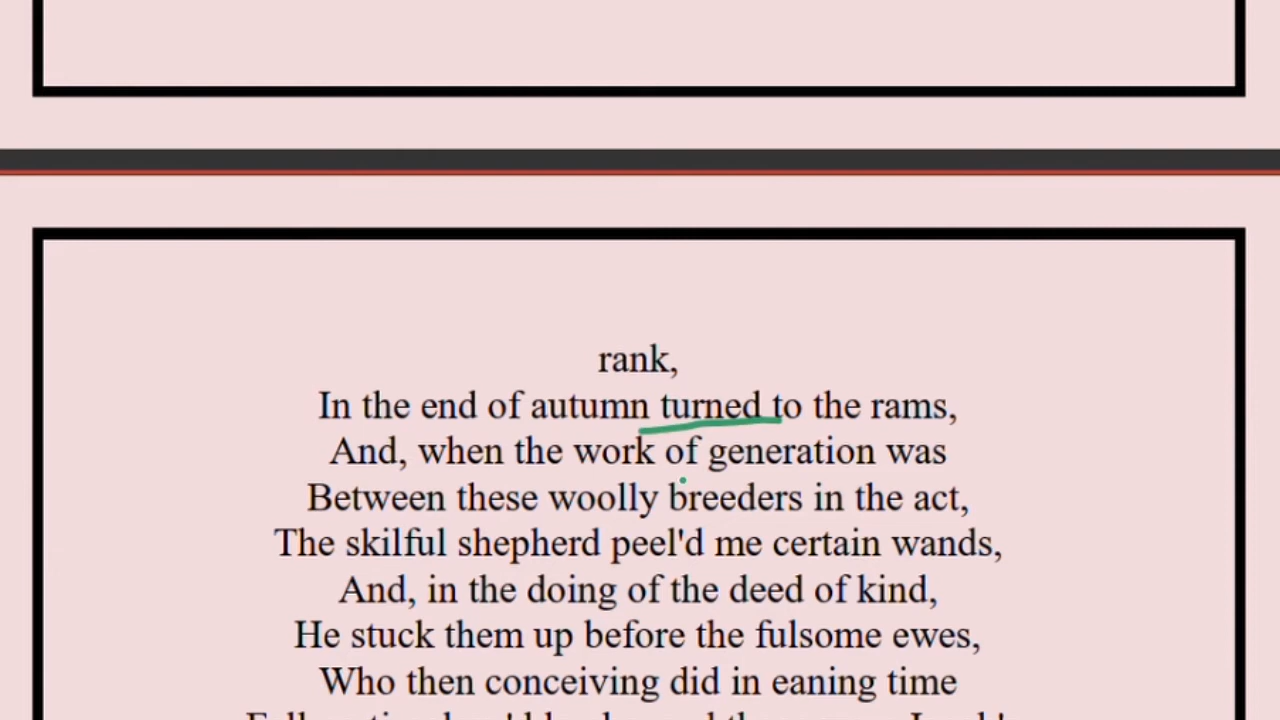 rank,
In the end of autumn turned to the rams,
And, when the work of generation was
Between these woolly breeders in the act,
The skilful shepherd peel'd me certain wands,
And, in the doing of the deed of kind,
He stuck them up before the fulsome ewes,
Who then conceiving did in eaning time